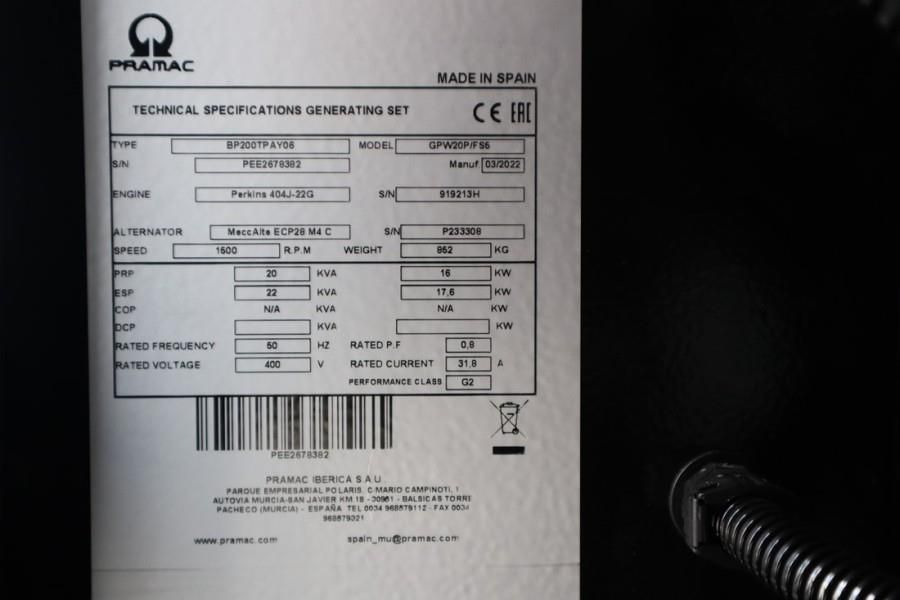 PRAMAC
MADE IN SPAIN
TECHNICAL SPECIFICATIONS GENERATING SET CE EAC
TYPE BP200TPAY06 MODEL GPW20P/FS6
S/N PEE2678382 Manuf 03/2022
ENGINE Perkins 404J-22G S/N 919213H
ALTERNATOR MeccAlte ECP28 M4 C S/N P233308
SPEED 1500 R.P.M WEIGHT 852 KG
PRP 20 KVA 16 KW
ESP 22 KVA 17,6 KW
COP N/A KVA N/A KW
DCP KVA KW
RATED FREQUENCY 50 HZ RATED P.F 0,8
RATED VOLTAGE 400 V RATED CURRENT 31,8 A
PERFORMANCE CLASS G2
PEE2678382
PRAMAC IBERICA S.A.U.
PARQUE EMPRESARIAL POLARIS. C/MARIO CAMPINOTI, 1
AUTOVIA MURCIA-SAN JAVIER KM.18 - 30591 - BALSICAS TORRE
PACHECO (MURCIA) - ESPAÑA TEL 0034 968579112 - FAX 0034
968579321
www.pramac.com spain_mu@pramac.com